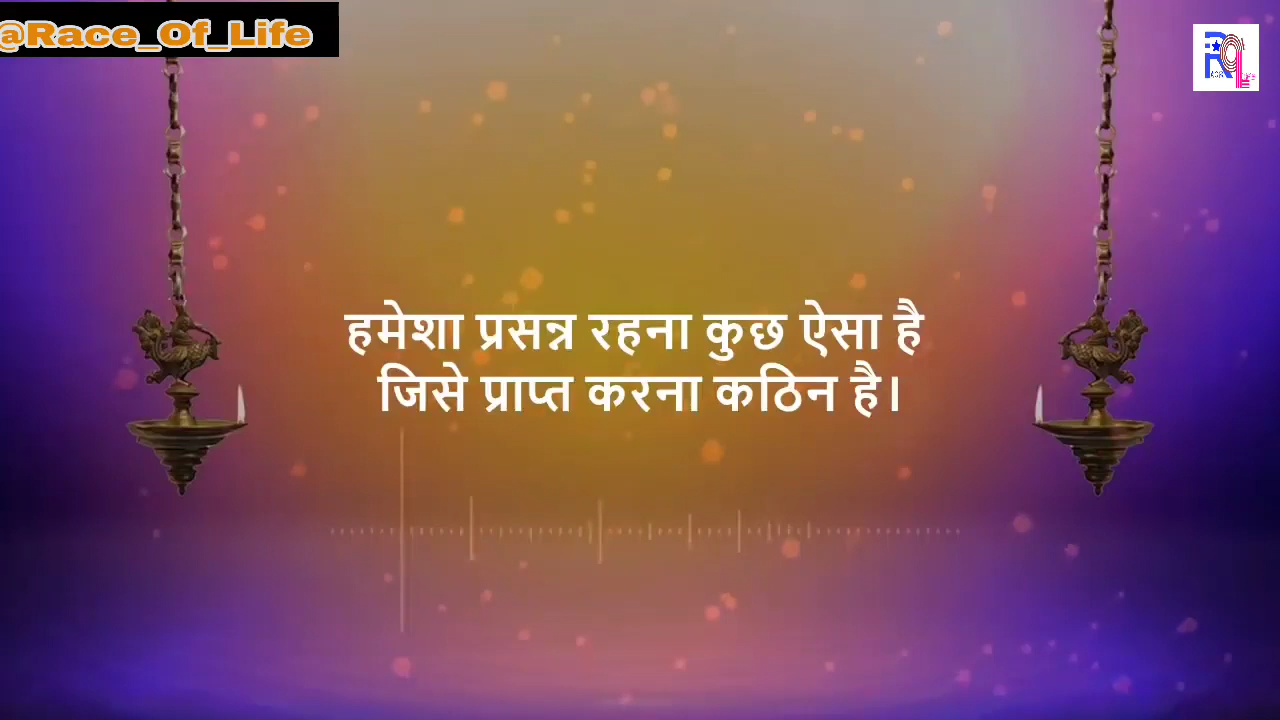 @Race_Of_Life
हमेशा प्रसन्न रहना कुछ ऐसा है
जिसे प्राप्त करना कठिन है।